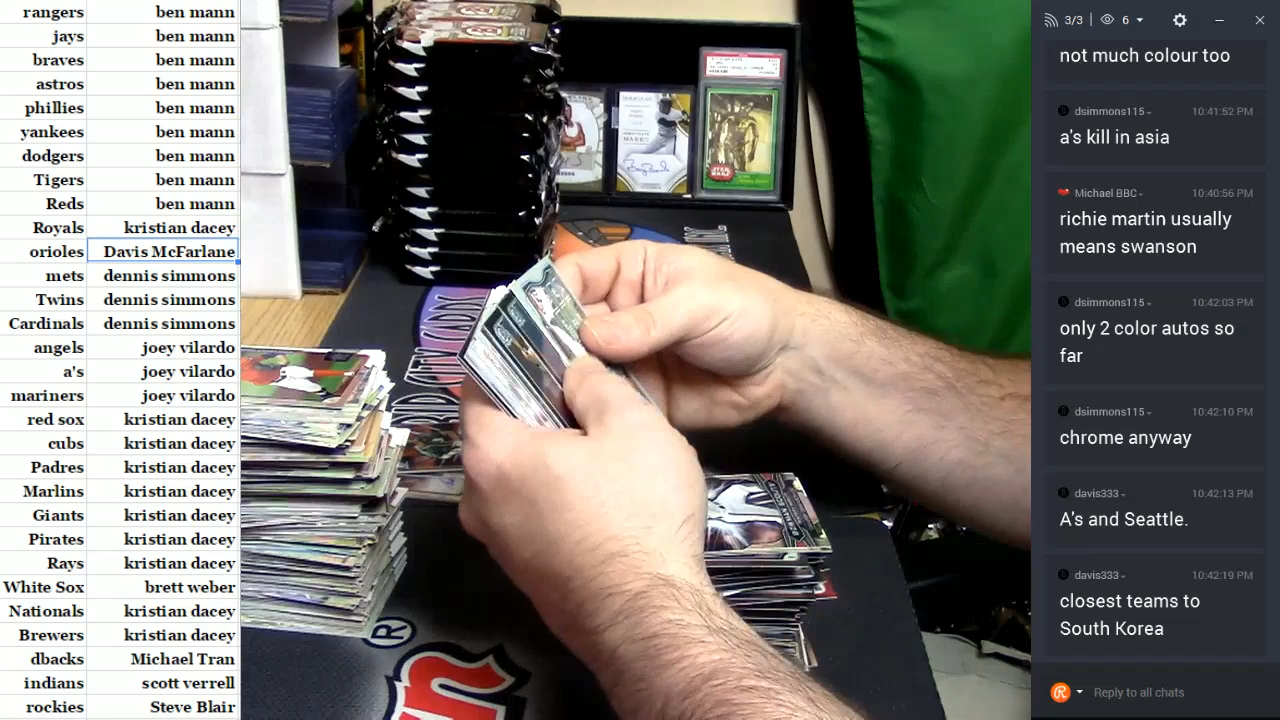 rangers ben mann
jays ben mann
braves ben mann
astros ben mann
phillies ben mann
yankees ben mann
dodgers ben mann
Tigers ben mann
Reds ben mann
Royals kristian dacey
orioles Davis McFarlane
mets dennis simmons
Twins dennis simmons
Cardinals dennis simmons
angels joey vilardo
a's joey vilardo
mariners joey vilardo
red sox kristian dacey
cubs kristian dacey
Padres kristian dacey
Marlins kristian dacey
Giants kristian dacey
Pirates kristian dacey
Rays kristian dacey
White Sox brett weber
Nationals kristian dacey
Brewers kristian dacey
dbacks Michael Tran
indians scott verrell
rockies Steve Blair
STAR WARS
CITY CARDS
®
3/3 6
not much colour too
dsimmons115 10:41:52 PM
a's kill in asia
Michael BBC 10:40:56 PM
richie martin usually
means swanson
dsimmons115 10:42:03 PM
only 2 color autos so
far
dsimmons115 10:42:10 PM
chrome anyway
davis333 10:42:13 PM
A's and Seattle.
davis333 10:42:19 PM
closest teams to
South Korea
Reply to all chats